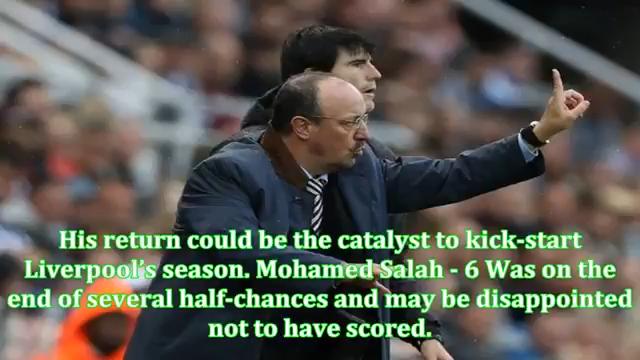 His return could be the catalyst to kick-start
Liverpool's season. Mohamed Salah - 6 Was on the
end of several half-chances and may be disappointed
not to have scored.